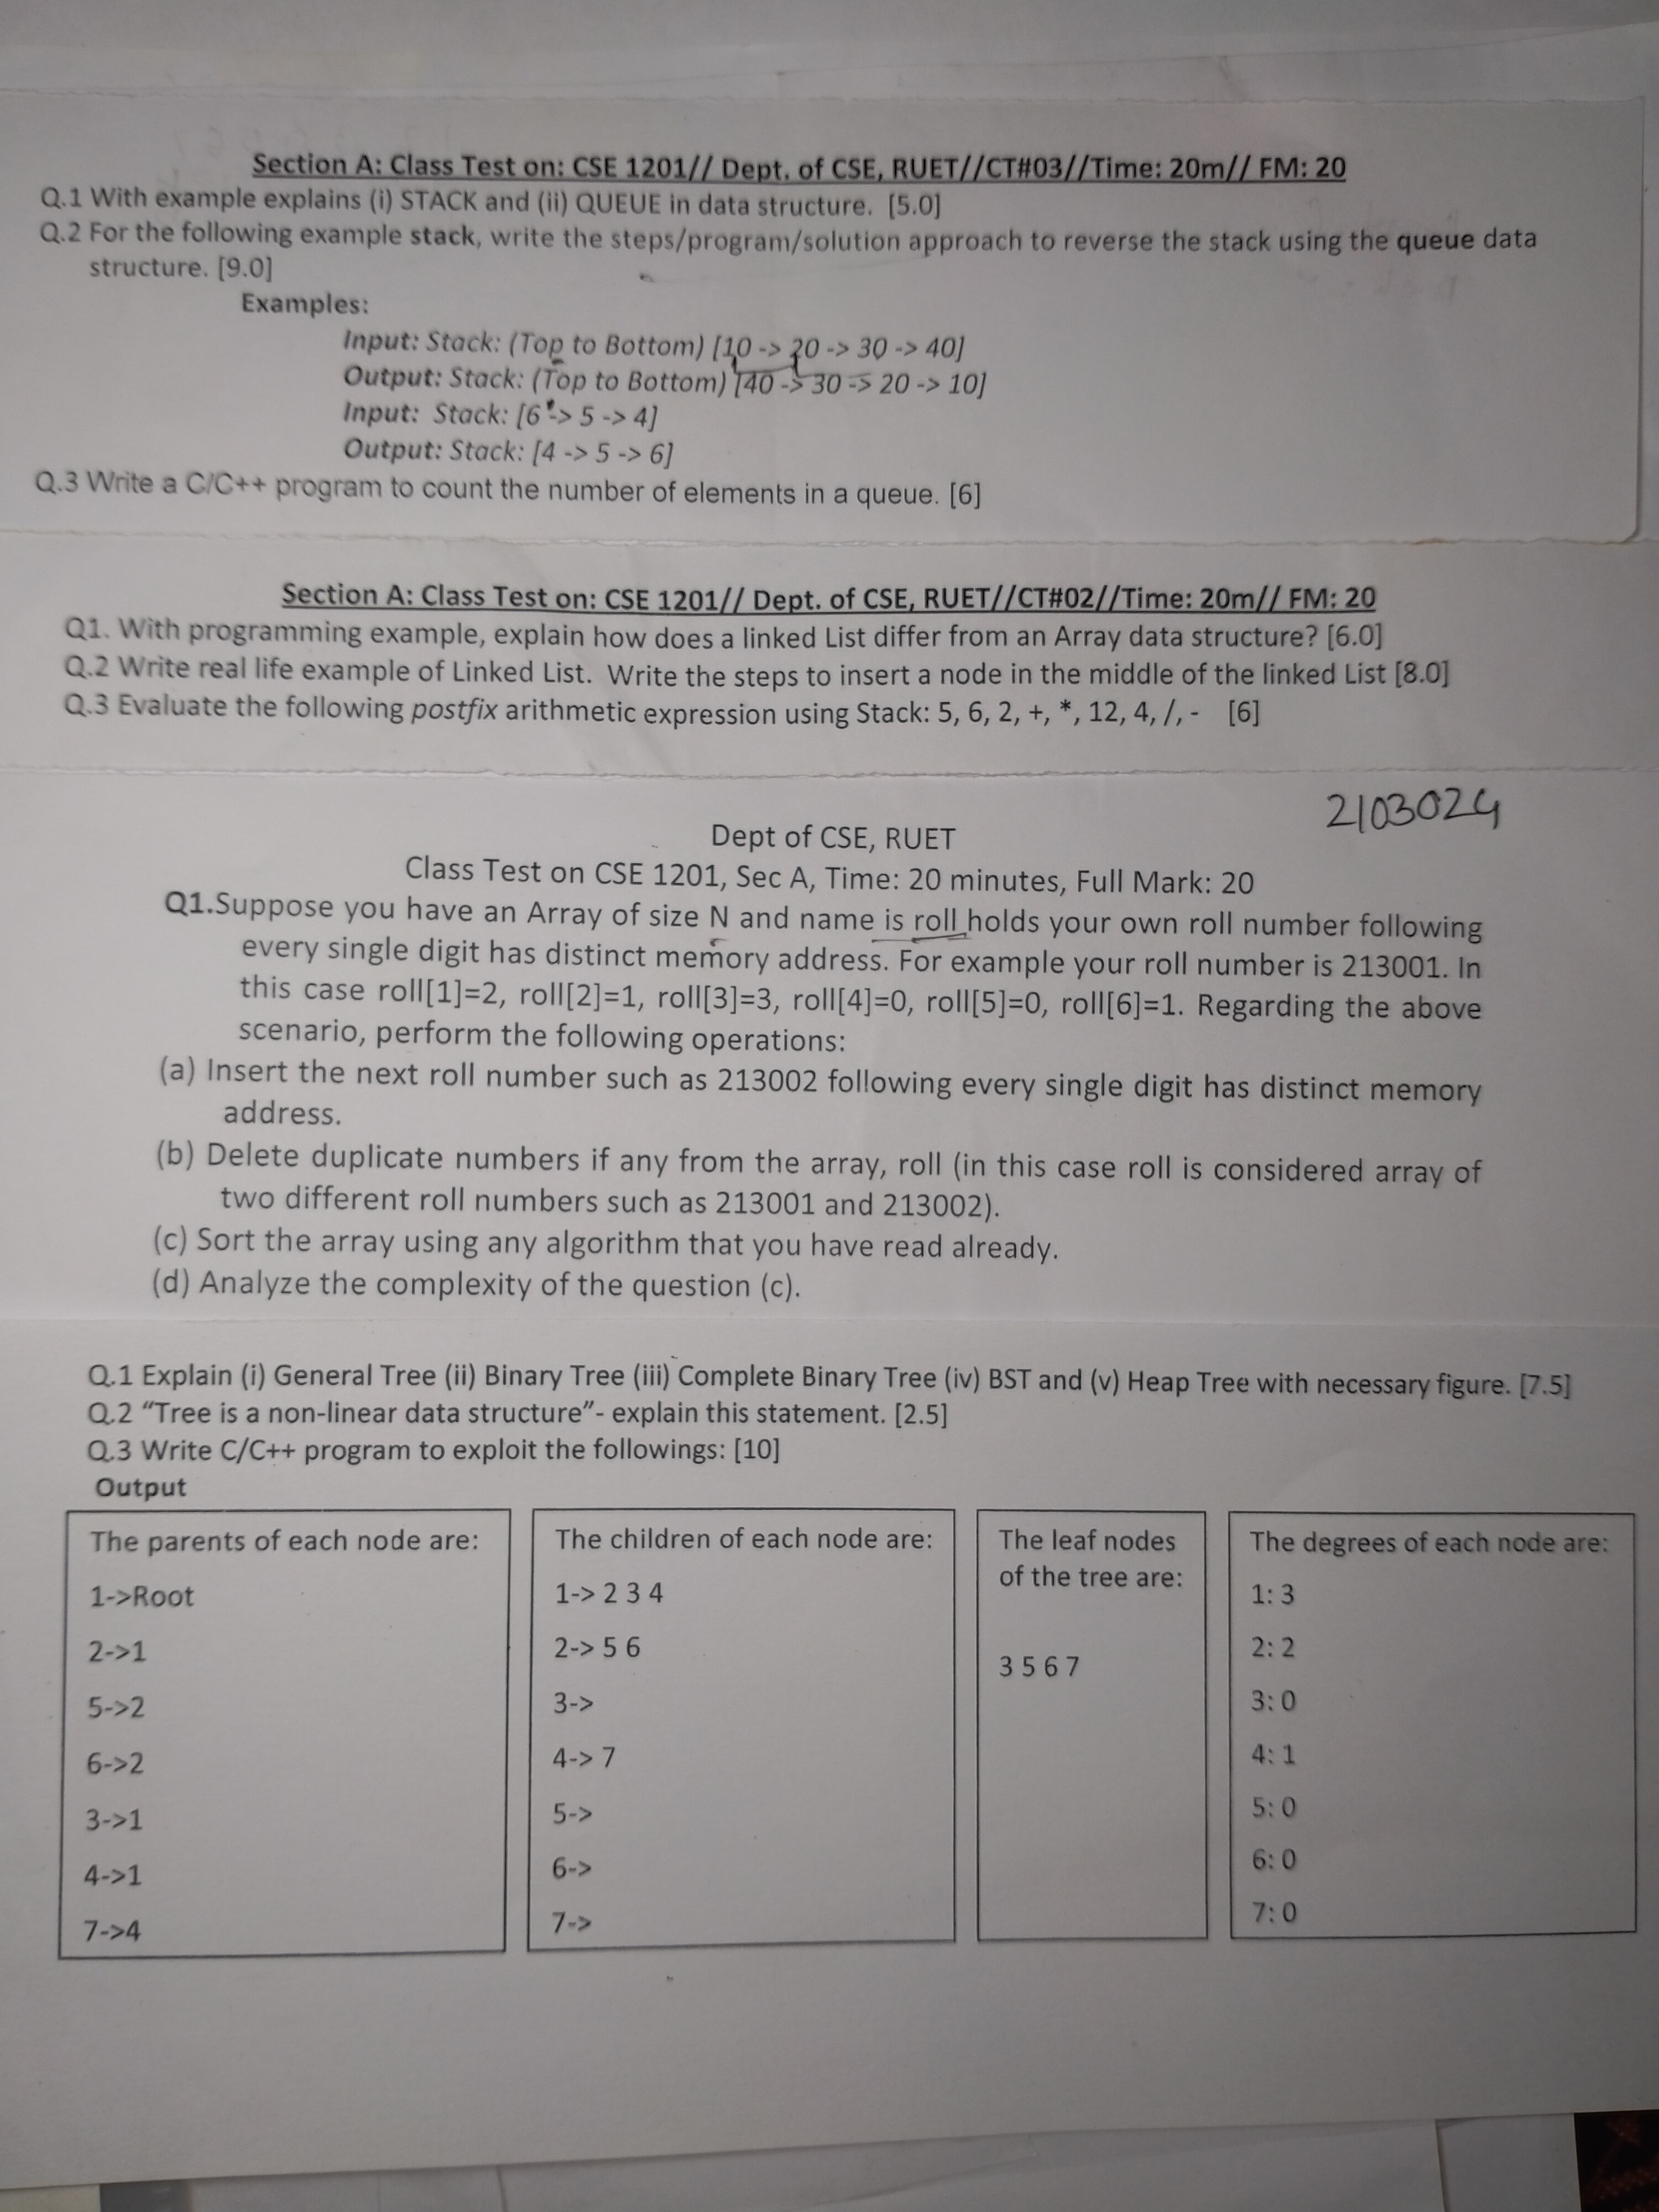 Section A: Class Test on: CSE 1201// Dept. of CSE, RUET//CT#03//Time: 20m// FM: 20
Q.1 With example explains (i) STACK and (ii) QUEUE in data structure. [5.0]
Q.2 For the following example stack, write the steps/program/solution approach to reverse the stack using the queue data
structure. [9.0]
Examples:
Input: Stack: (Top to Bottom) [10 -> 20 -> 30 -> 40]
Output: Stack: (Top to Bottom) [40 -> 30 -> 20 -> 10]
Input: Stack: [6 -> 5 -> 4]
Output: Stack: [4 -> 5 -> 6]
Q.3 Write a C/C++ program to count the number of elements in a queue. [6]
Section A: Class Test on: CSE 1201// Dept. of CSE, RUET//CT#02//Time: 20m// FM: 20
Q1. With programming example, explain how does a linked List differ from an Array data structure? [6.0]
Q.2 Write real life example of Linked List. Write the steps to insert a node in the middle of the linked List [8.0]
Q.3 Evaluate the following postfix arithmetic expression using Stack: 5, 6, 2, +, *, 12, 4, /, - [6]
2103024
Dept of CSE, RUET
Class Test on CSE 1201, Sec A, Time: 20 minutes, Full Mark: 20
Q1.Suppose you have an Array of size N and name is roll holds your own roll number following
every single digit has distinct memory address. For example your roll number is 213001. In
this case roll[1]=2, roll[2]=1, roll[3]=3, roll[4]=0, roll[5]=0, roll[6]=1. Regarding the above
scenario, perform the following operations:
(a) Insert the next roll number such as 213002 following every single digit has distinct memory
address.
(b) Delete duplicate numbers if any from the array, roll (in this case roll is considered array of
two different roll numbers such as 213001 and 213002).
(c) Sort the array using any algorithm that you have read already.
(d) Analyze the complexity of the question (c).
Q.1 Explain (i) General Tree (ii) Binary Tree (iii) Complete Binary Tree (iv) BST and (v) Heap Tree with necessary figure. [7.5]
Q.2 “Tree is a non-linear data structure”- explain this statement. [2.5]
Q.3 Write C/C++ program to exploit the followings: [10]
Output
The parents of each node are:
1->Root
2->1
5->2
6->2
3->1
4->1
7->4
The children of each node are:
1-> 2 3 4
2-> 5 6
3->
4-> 7
5->
6->
7->
The leaf nodes
of the tree are:
3 5 6 7
The degrees of each node are:
1: 3
2: 2
3: 0
4: 1
5: 0
6: 0
7: 0